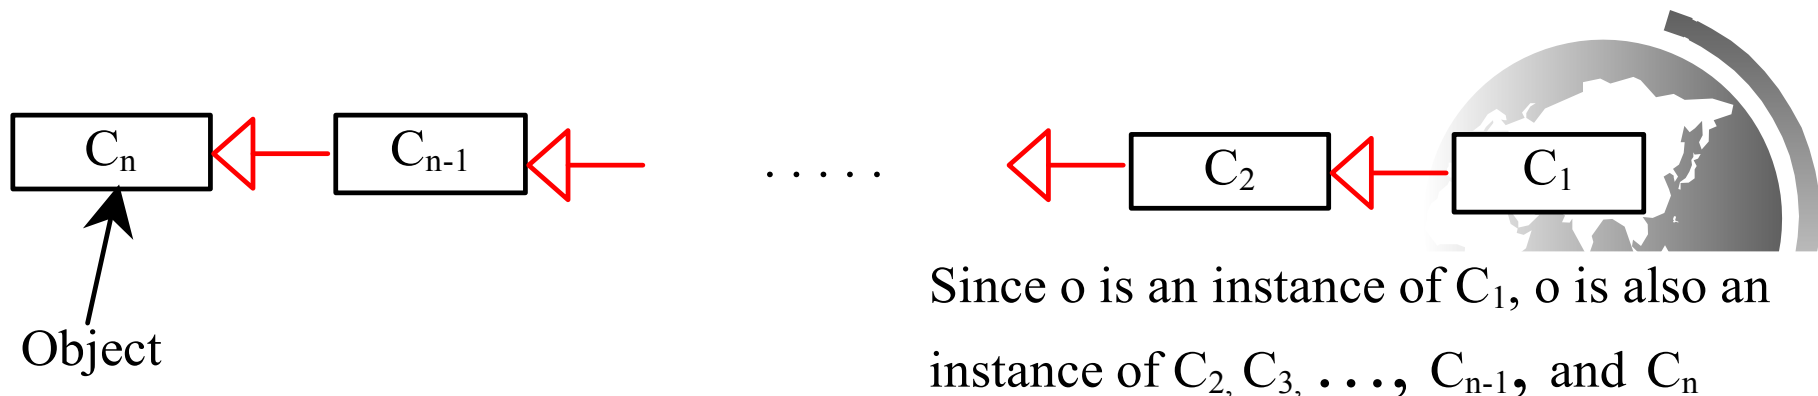 Cₙ Cₙ₋₁ . . . . . C₂ C₁
Object
Since o is an instance of C₁, o is also an
instance of C₂, C₃, ..., Cₙ₋₁, and Cₙ